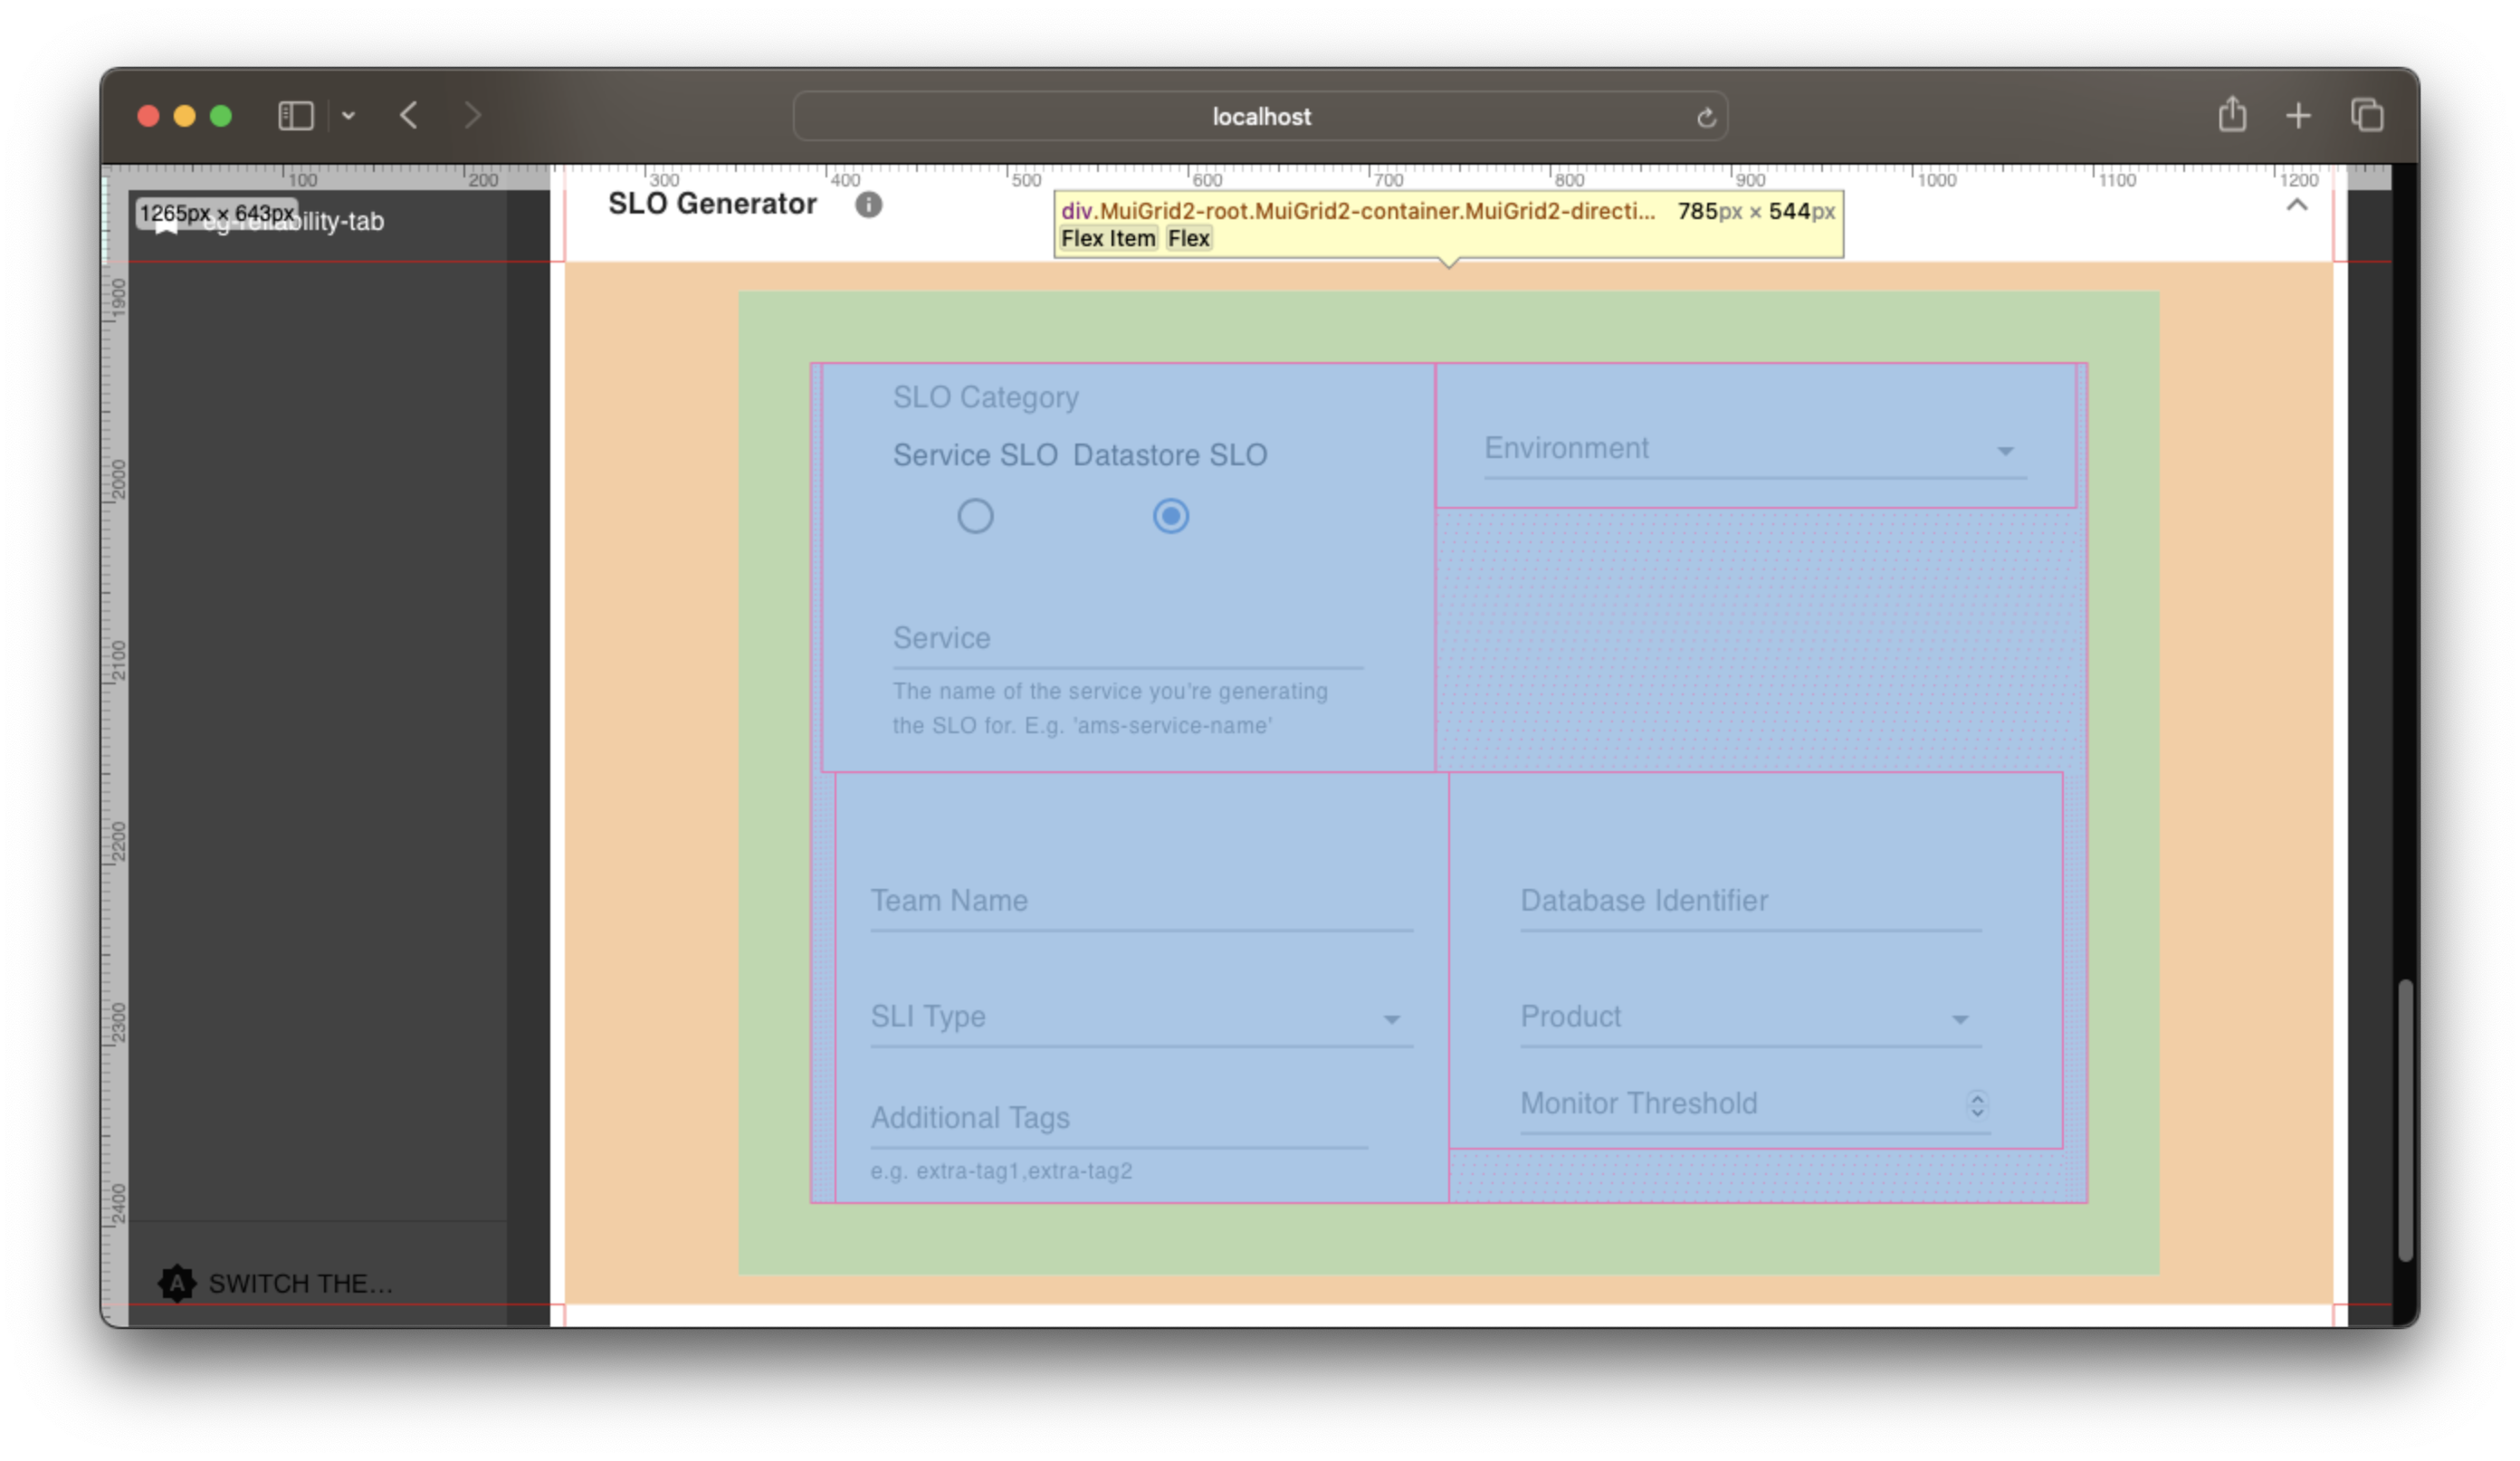 localhost
100 200 300 400 500 600 700 800 900 1000 1100 1200
1265px × 643px
eg-reliability-tab
SLO Generator
div.MuiGrid2-root.MuiGrid2-container.MuiGrid2-directi... 785px × 544px
Flex Item Flex
1900
2000
2100
2200
2300
2400
SLO Category
Service SLO Datastore SLO
Environment
Service
The name of the service you're generating
the SLO for. E.g. 'ams-service-name'
Team Name
Database Identifier
SLI Type
Product
Additional Tags
Monitor Threshold
e.g. extra-tag1,extra-tag2
A SWITCH THE...